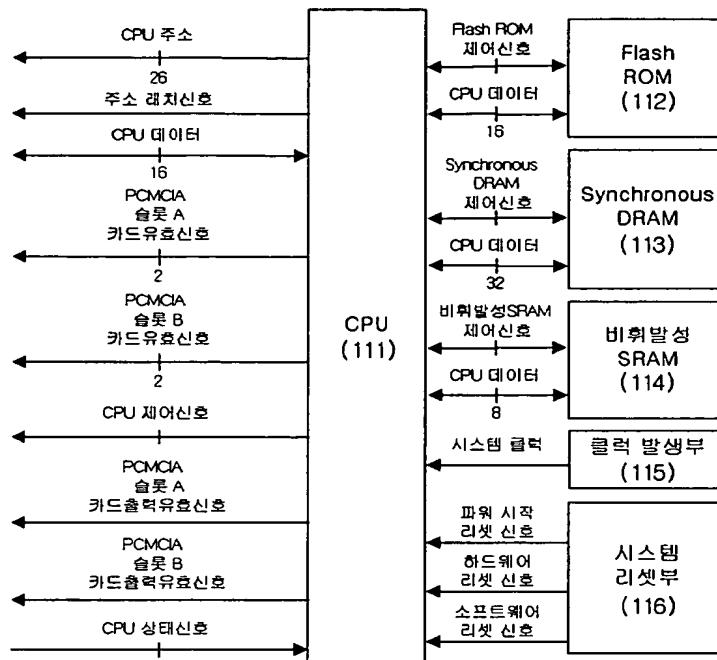 CPU 주소
26
주소 래치신호
CPU 데이터
16
PCMCIA
슬롯 A
카드유효신호
2
PCMCIA
슬롯 B
카드유효신호
2
CPU 제어신호
PCMCIA
슬롯 A
카드출력유효신호
PCMCIA
슬롯 B
카드출력유효신호
CPU 상태신호
CPU
(111)
Flash ROM
제어신호
CPU 데이터
16
Synchronous
DRAM
제어신호
CPU 데이터
32
비휘발성SRAM
제어신호
CPU 데이터
8
시스템 클럭
파워 시작
리셋 신호
하드웨어
리셋 신호
소프트웨어
리셋 신호
Flash
ROM
(112)
Synchronous
DRAM
(113)
비휘발성
SRAM
(114)
클럭 발생부
(115)
시스템
리셋부
(116)